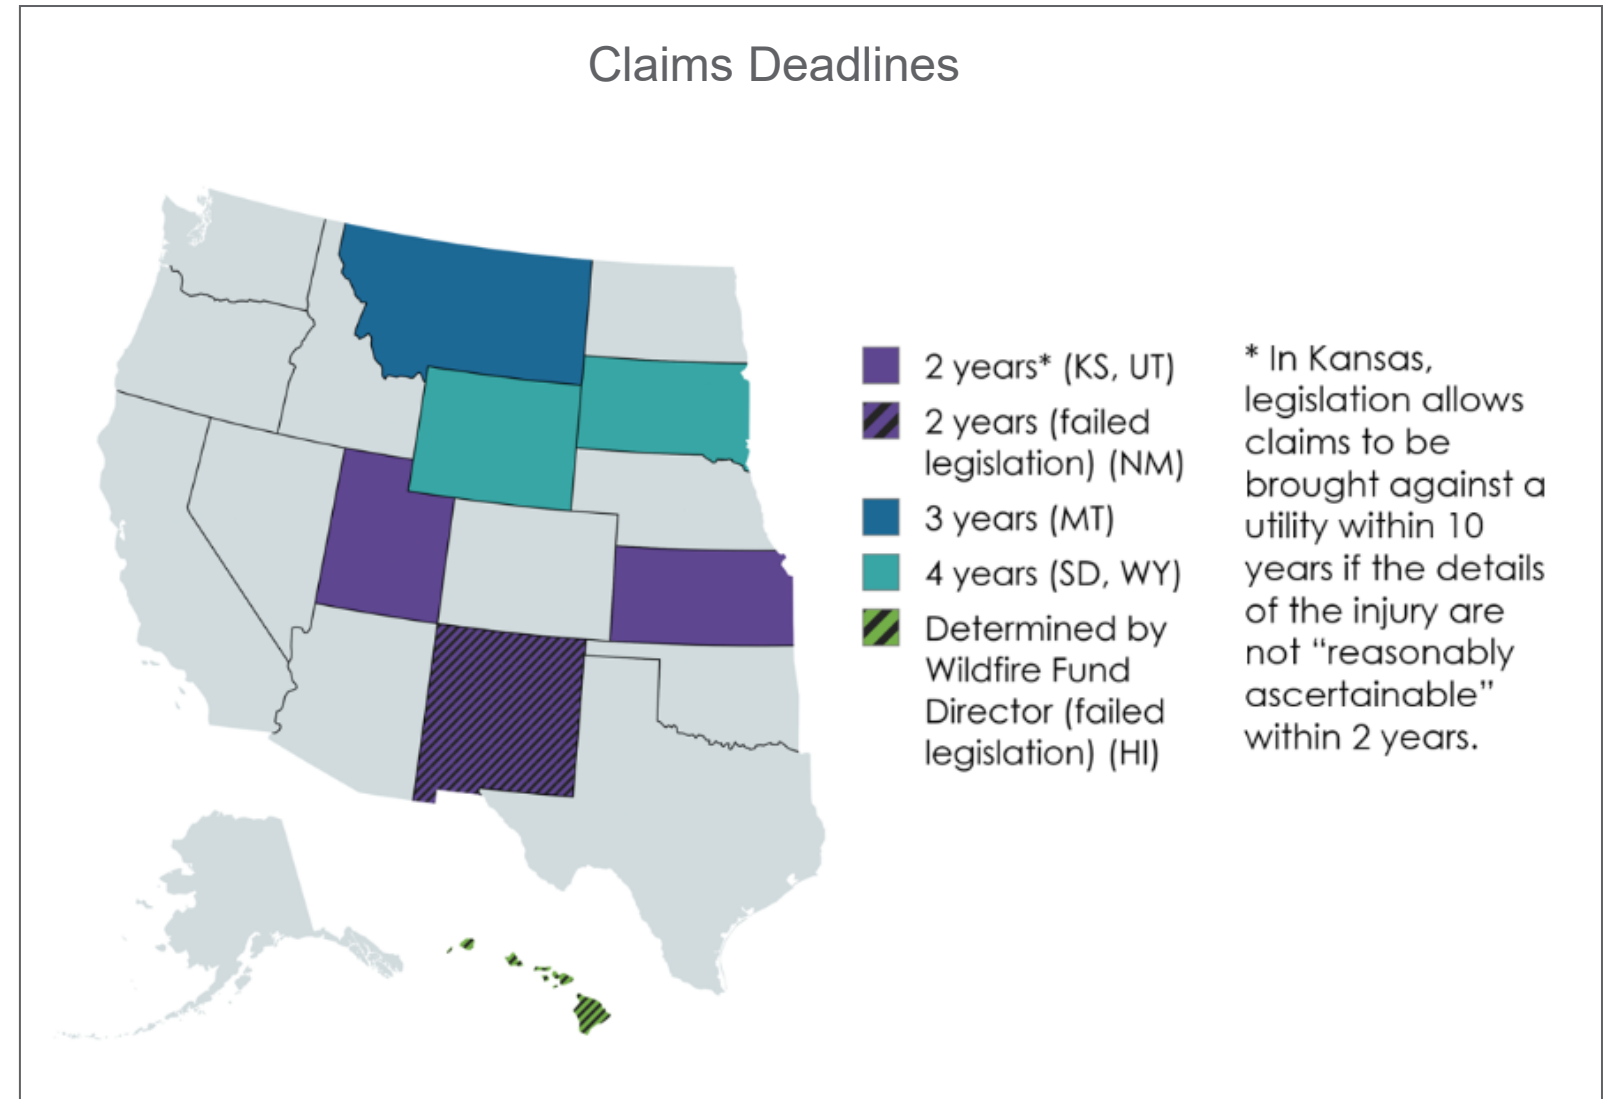 Claims Deadlines
2 years* (KS, UT)
2 years (failed
legislation) (NM)
3 years (MT)
4 years (SD, WY)
Determined by
Wildfire Fund
Director (failed
legislation) (HI)
* In Kansas,
legislation allows
claims to be
brought against a
utility within 10
years if the details
of the injury are
not “reasonably
ascertainable”
within 2 years.